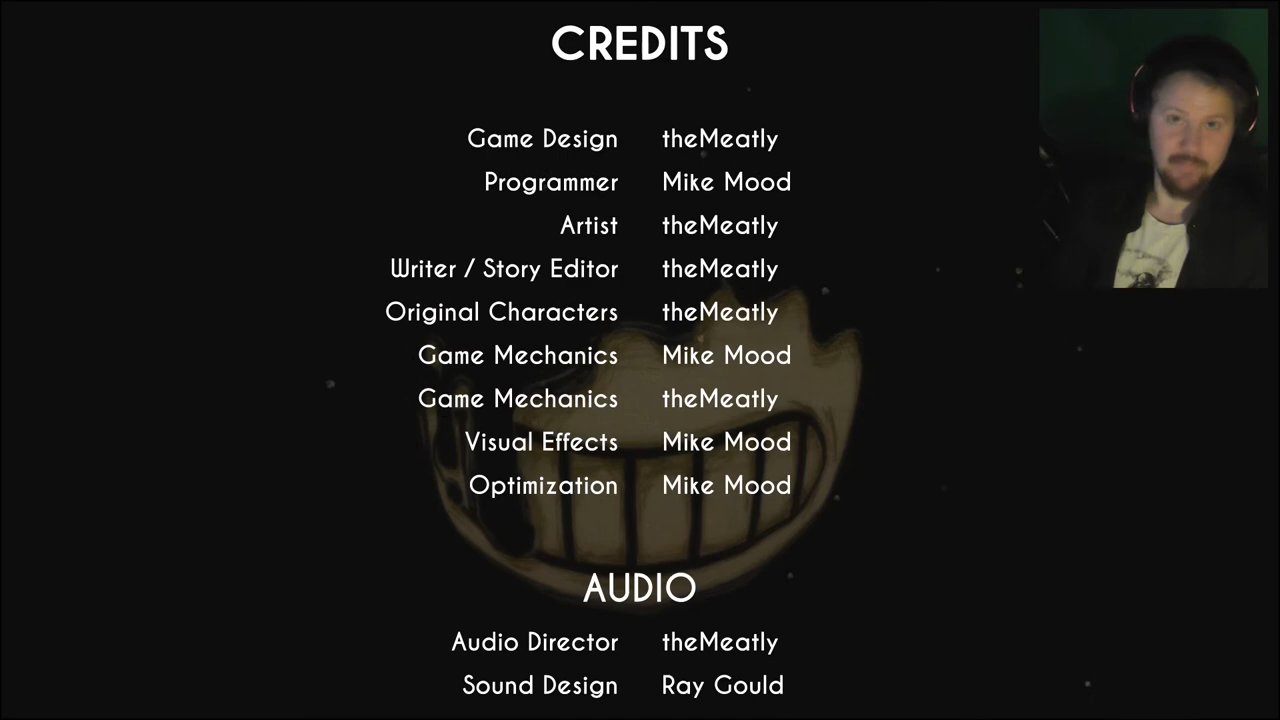 CREDITS
Game Design theMeatly
Programmer Mike Mood
Artist theMeatly
Writer / Story Editor theMeatly
Original Characters theMeatly
Game Mechanics Mike Mood
Game Mechanics theMeatly
Visual Effects Mike Mood
Optimization Mike Mood
AUDIO
Audio Director theMeatly
Sound Design Ray Gould